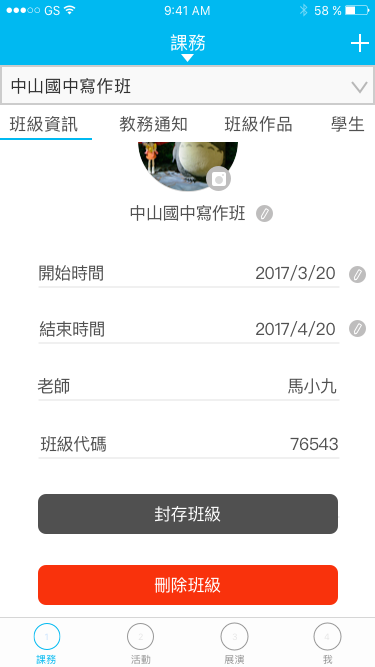 GS 9:41 AM 58 %
課務
中山國中寫作班
班級資訊 教務通知 班級作品 學生
中山國中寫作班
開始時間 2017/3/20
結束時間 2017/4/20
老師 馬小九
班級代碼 76543
封存班級
刪除班級
1 2 3 4
課務 活動 展演 我